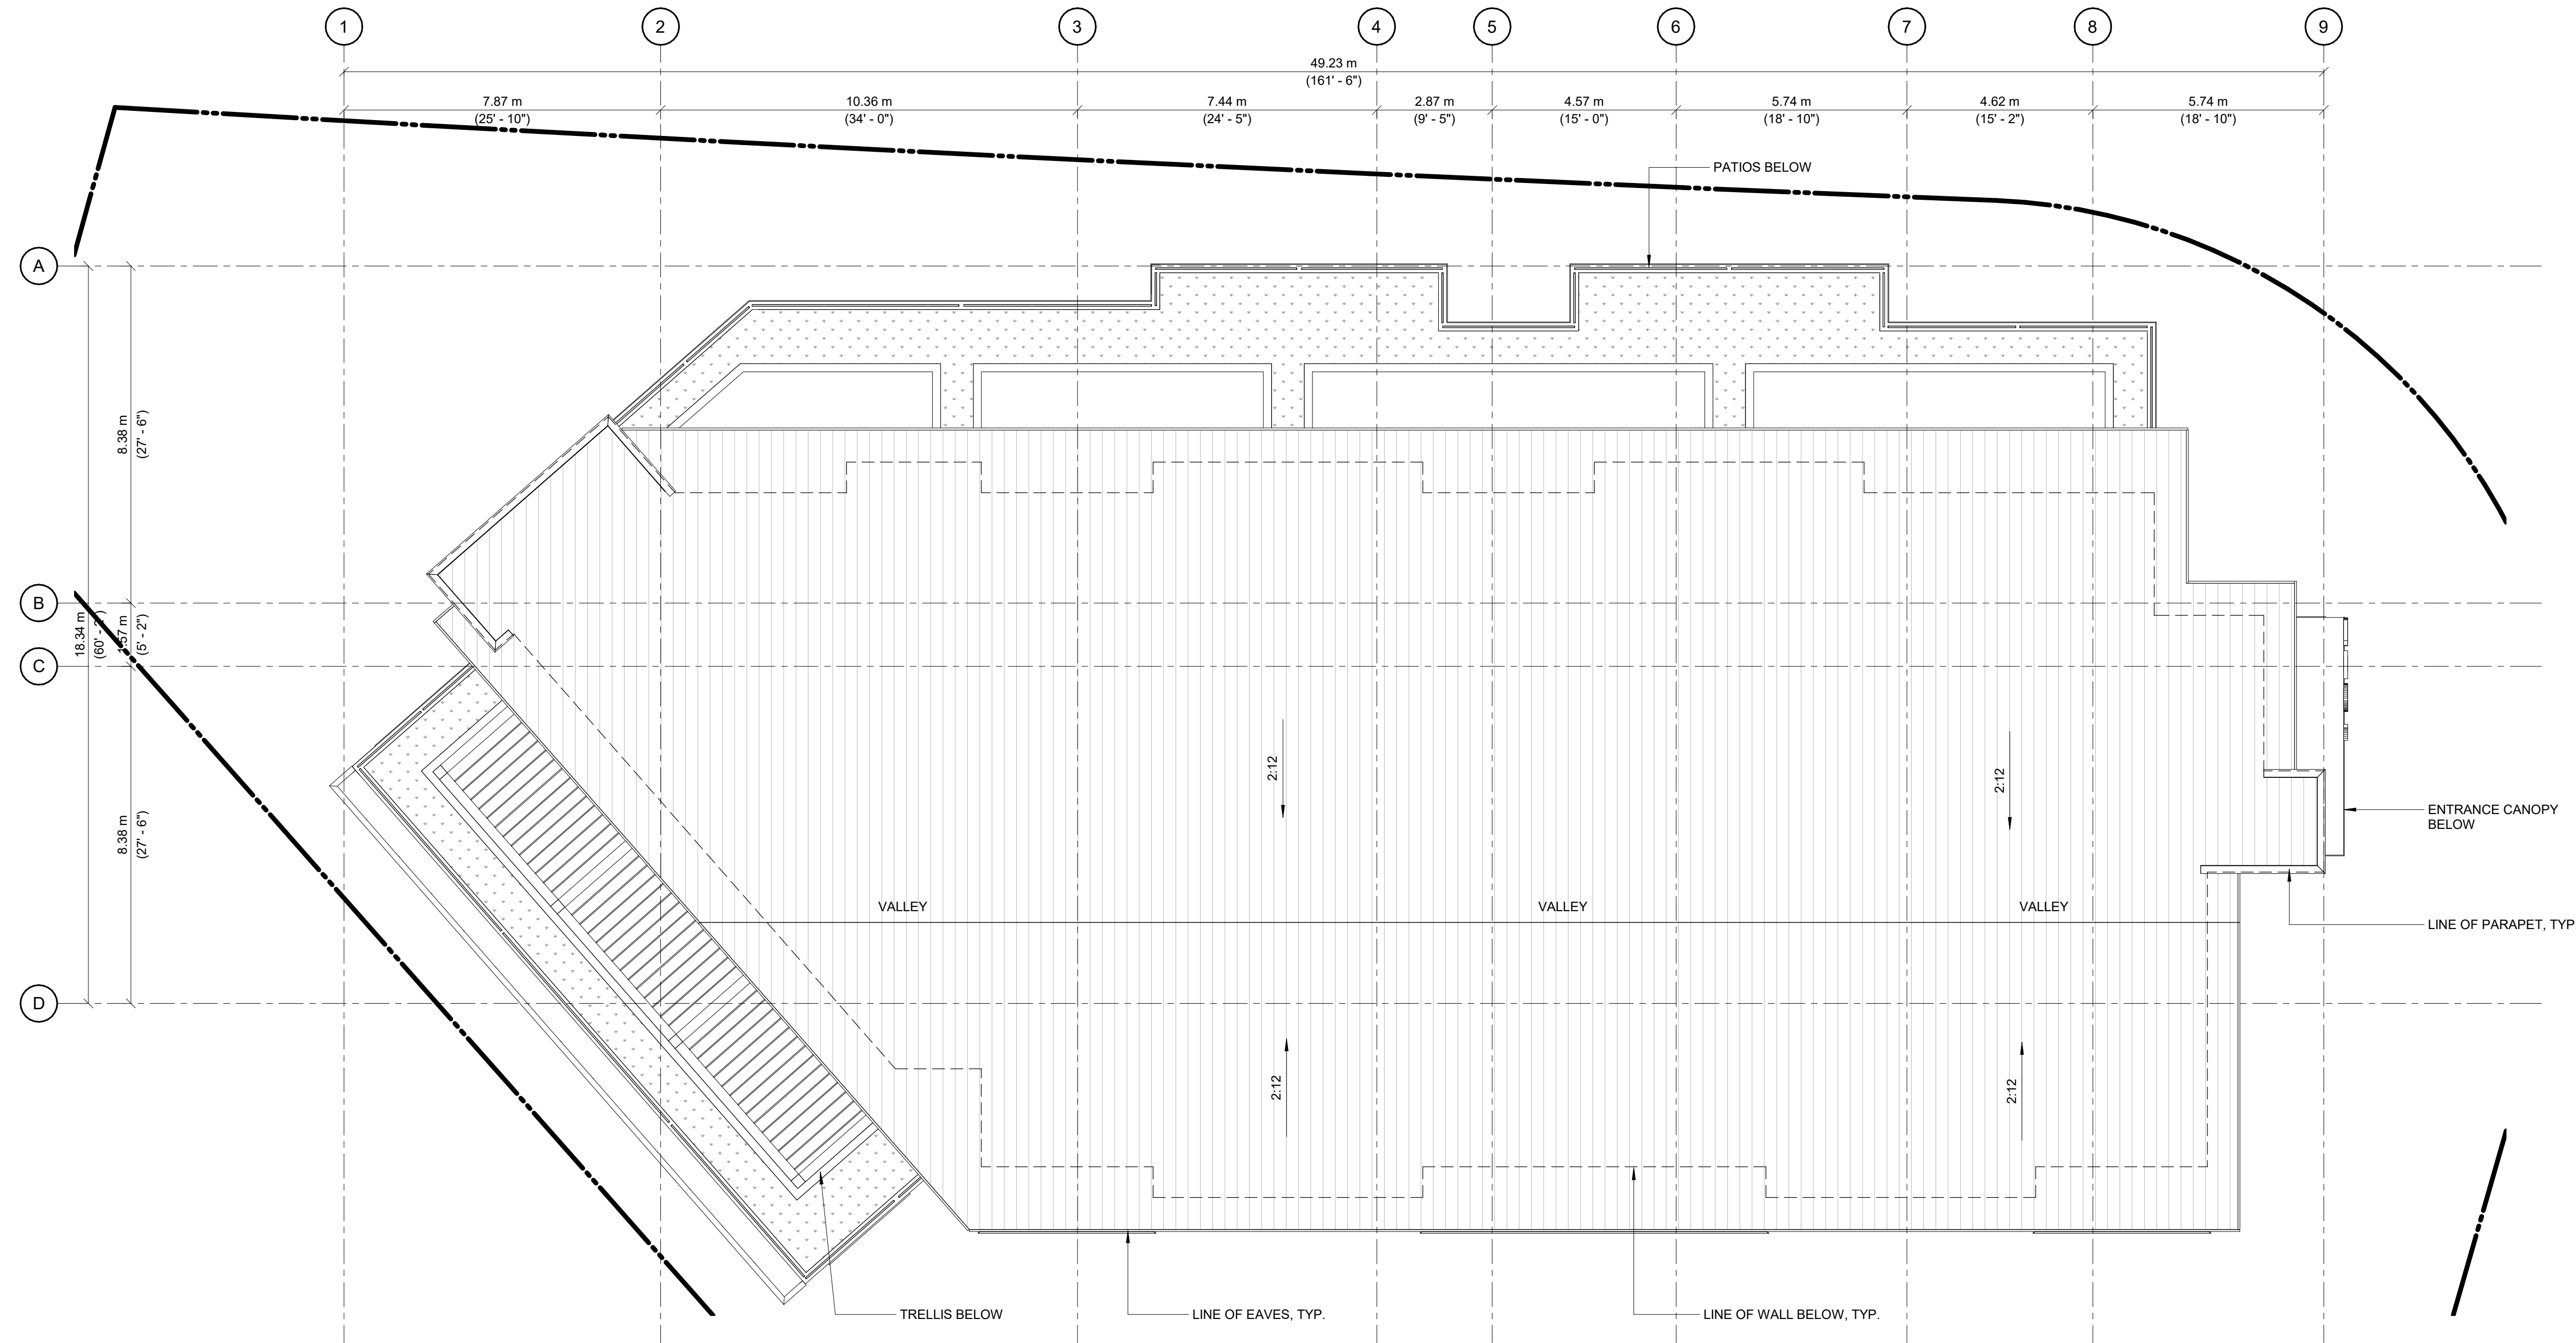 1
2
3
4
5
6
7
8
9
49.23 m
(161' - 6")
7.87 m
(25' - 10")
10.36 m
(34' - 0")
7.44 m
(24' - 5")
2.87 m
(9' - 5")
4.57 m
(15' - 0")
5.74 m
(18' - 10")
4.62 m
(15' - 2")
5.74 m
(18' - 10")
PATIOS BELOW
A
8.38 m
(27' - 6")
B
18.34 m
(5' - 2")
C
8.38 m
(27' - 6")
2:12
2:12
ENTRANCE CANOPY
BELOW
VALLEY
VALLEY
VALLEY
LINE OF PARAPET, TYP
D
2:12
2:12
TRELLIS BELOW
LINE OF EAVES, TYP.
LINE OF WALL BELOW, TYP.